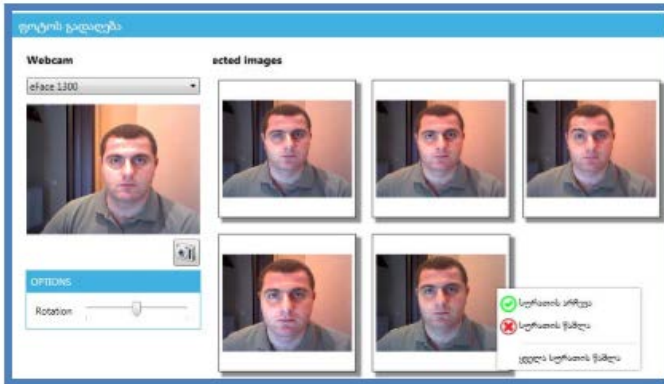 ფოტოს გადაღება
Webcam
ected images
eFace 1300
OPTIONS
Rotation
სურათის არჩევა
სურათის წაშლა
ყველა სურათის წაშლა